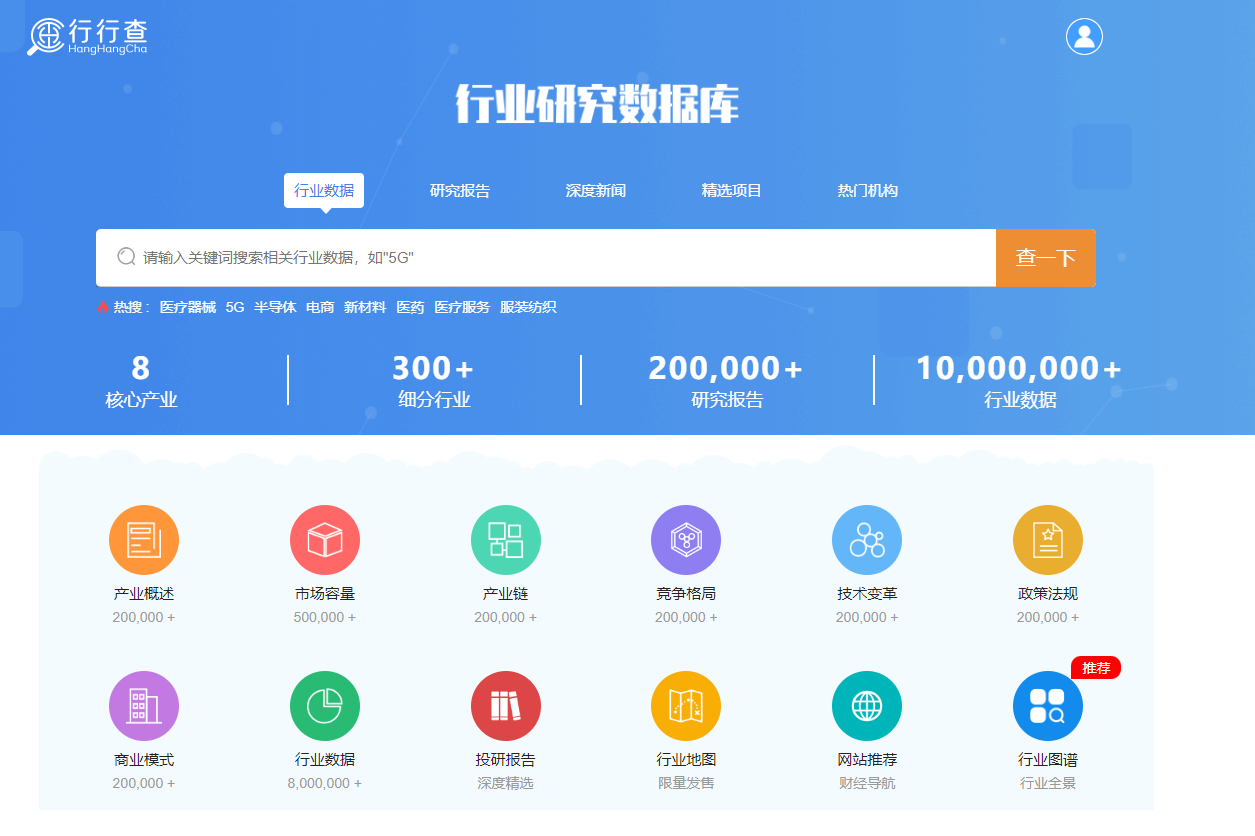 行行查
HangHangCha
行业研究数据库
行业数据 研究报告 深度新闻 精选项目 热门机构
请输入关键词搜索相关行业数据，如"5G" 查一下
热搜： 医疗器械 5G 半导体 电商 新材料 医药 医疗服务 服装纺织
8 300+ 200,000+ 10,000,000+
核心产业 细分行业 研究报告 行业数据
产业概述 市场容量 产业链 竞争格局 技术变革 政策法规
200,000 + 500,000 + 200,000 + 200,000 + 200,000 + 200,000 +
推荐
商业模式 行业数据 投研报告 行业地图 网站推荐 行业图谱
200,000 + 8,000,000 + 深度精选 限量发售 财经导航 行业全景